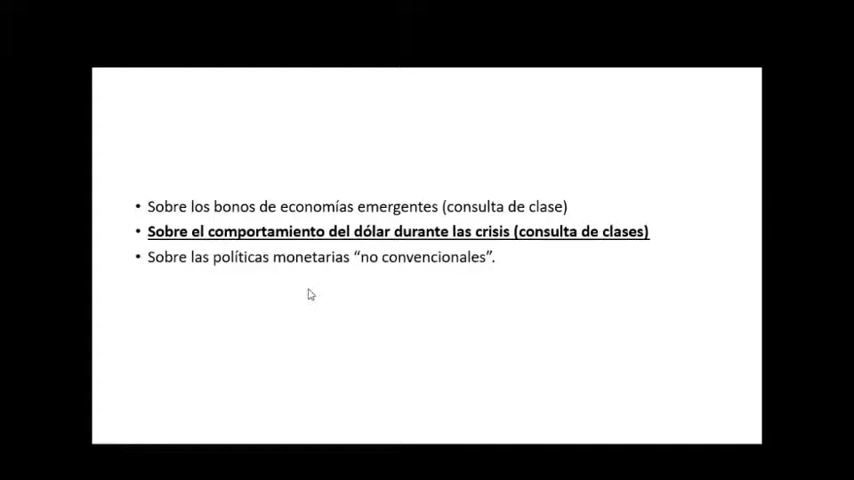 • Sobre los bonos de economías emergentes (consulta de clase)
• Sobre el comportamiento del dólar durante las crisis (consulta de clases)
• Sobre las políticas monetarias “no convencionales”.